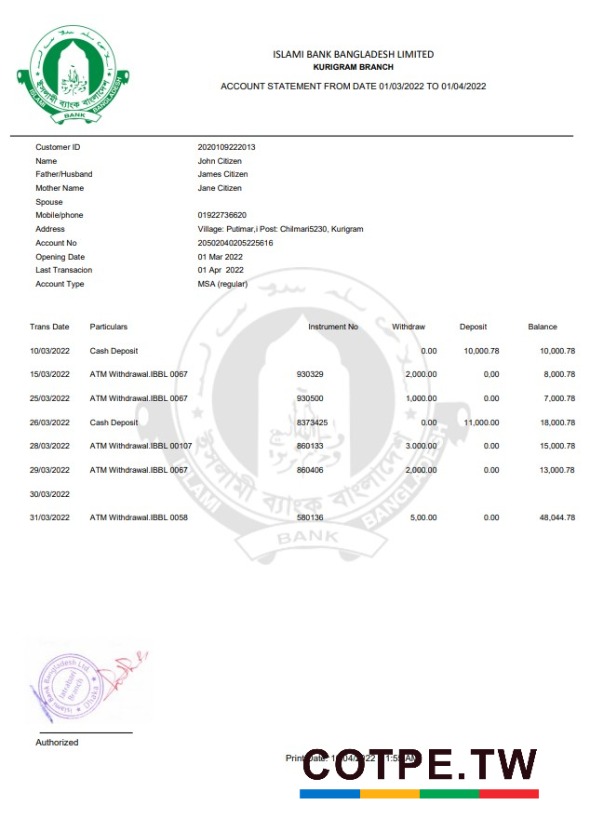 ISLAMI BANK BANGLADESH LIMITED
KURIGRAM BRANCH
ACCOUNT STATEMENT FROM DATE 01/03/2022 TO 01/04/2022
ইসলামী ব্যাংক বাংলাদেশ
ISLAMI BANK BANGLADESH
Customer ID 2020109222013
Name John Citizen
Father/Husband James Citizen
Mother Name Jane Citizen
Spouse
Mobile/phone 01922736620
Address Village: Putimar,i Post: Chilmari5230, Kurigram
Account No 20502040205225616
Opening Date 01 Mar 2022
Last Transacion 01 Apr 2022
Account Type MSA (regular)
Trans Date Particulars Instrument No Withdraw Deposit Balance
10/03/2022 Cash Deposit 0.00 10,000.78 10,000.78
15/03/2022 ATM Withdrawal.IBBL 0067 930329 2,000.00 0,00 8,000.78
25/03/2022 ATM Withdrawal.IBBL 0067 930500 1,000.00 0.00 7,000.78
26/03/2022 Cash Deposit 8373425 0.00 11,000.00 18,000.78
28/03/2022 ATM Withdrawal.IBBL 00107 860133 3.000.00 0.00 15,000.78
29/03/2022 ATM Withdrawal.IBBL 0067 860406 2,000.00 0.00 13,000.78
30/03/2022
31/03/2022 ATM Withdrawal.IBBL 0058 580136 5,00.00 0.00 48,044.78
ইসলামী ব্যাংক বাংলাদেশ
ISLAMI BANK BANGLADESH
Islami Bank Bangladesh Ltd.
Branch
Dhaka
Authorized
Print Date:
COTPE.TW